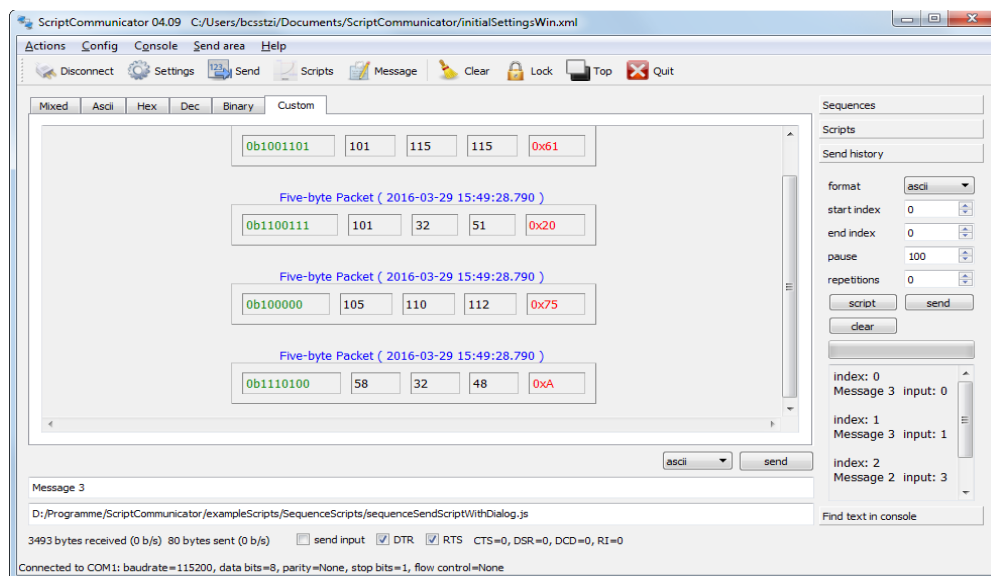 ScriptCommunicator 04.09 C:/Users/bcsstzi/Documents/ScriptCommunicator/initialSettingsWin.xml
Actions Config Console Send area Help
Disconnect Settings Send Scripts Message Clear Lock Top Quit
Mixed Ascii Hex Dec Binary Custom
0b1001101 101 115 115 0x61
Five-byte Packet ( 2016-03-29 15:49:28.790 )
0b1100111 101 32 51 0x20
Five-byte Packet ( 2016-03-29 15:49:28.790 )
0b100000 105 110 112 0x75
Five-byte Packet ( 2016-03-29 15:49:28.790 )
0b1110100 58 32 48 0xA
ascii send
Message 3
D:/Programme/ScriptCommunicator/exampleScripts/SequenceScripts/sequenceSendScriptWithDialog.js
3493 bytes received (0 b/s) 80 bytes sent (0 b/s) send input DTR RTS CTS=0, DSR=0, DCD=0, RI=0
Connected to COM1: baudrate=115200, data bits=8, parity=None, stop bits=1, flow control=None
Sequences
Scripts
Send history
format ascii
start index 0
end index 0
pause 100
repetitions 0
script send
clear
index: 0
Message 3 input: 0
index: 1
Message 3 input: 1
index: 2
Message 2 input: 3
Find text in console